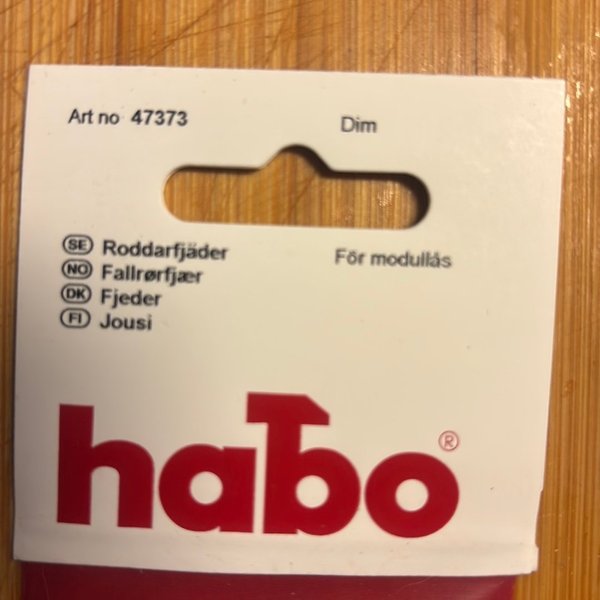 Art no 47373
Dim
SE Roddarfjäder
För modullås
NO Fallrørfjær
DK Fjeder
FI Jousi
habo®